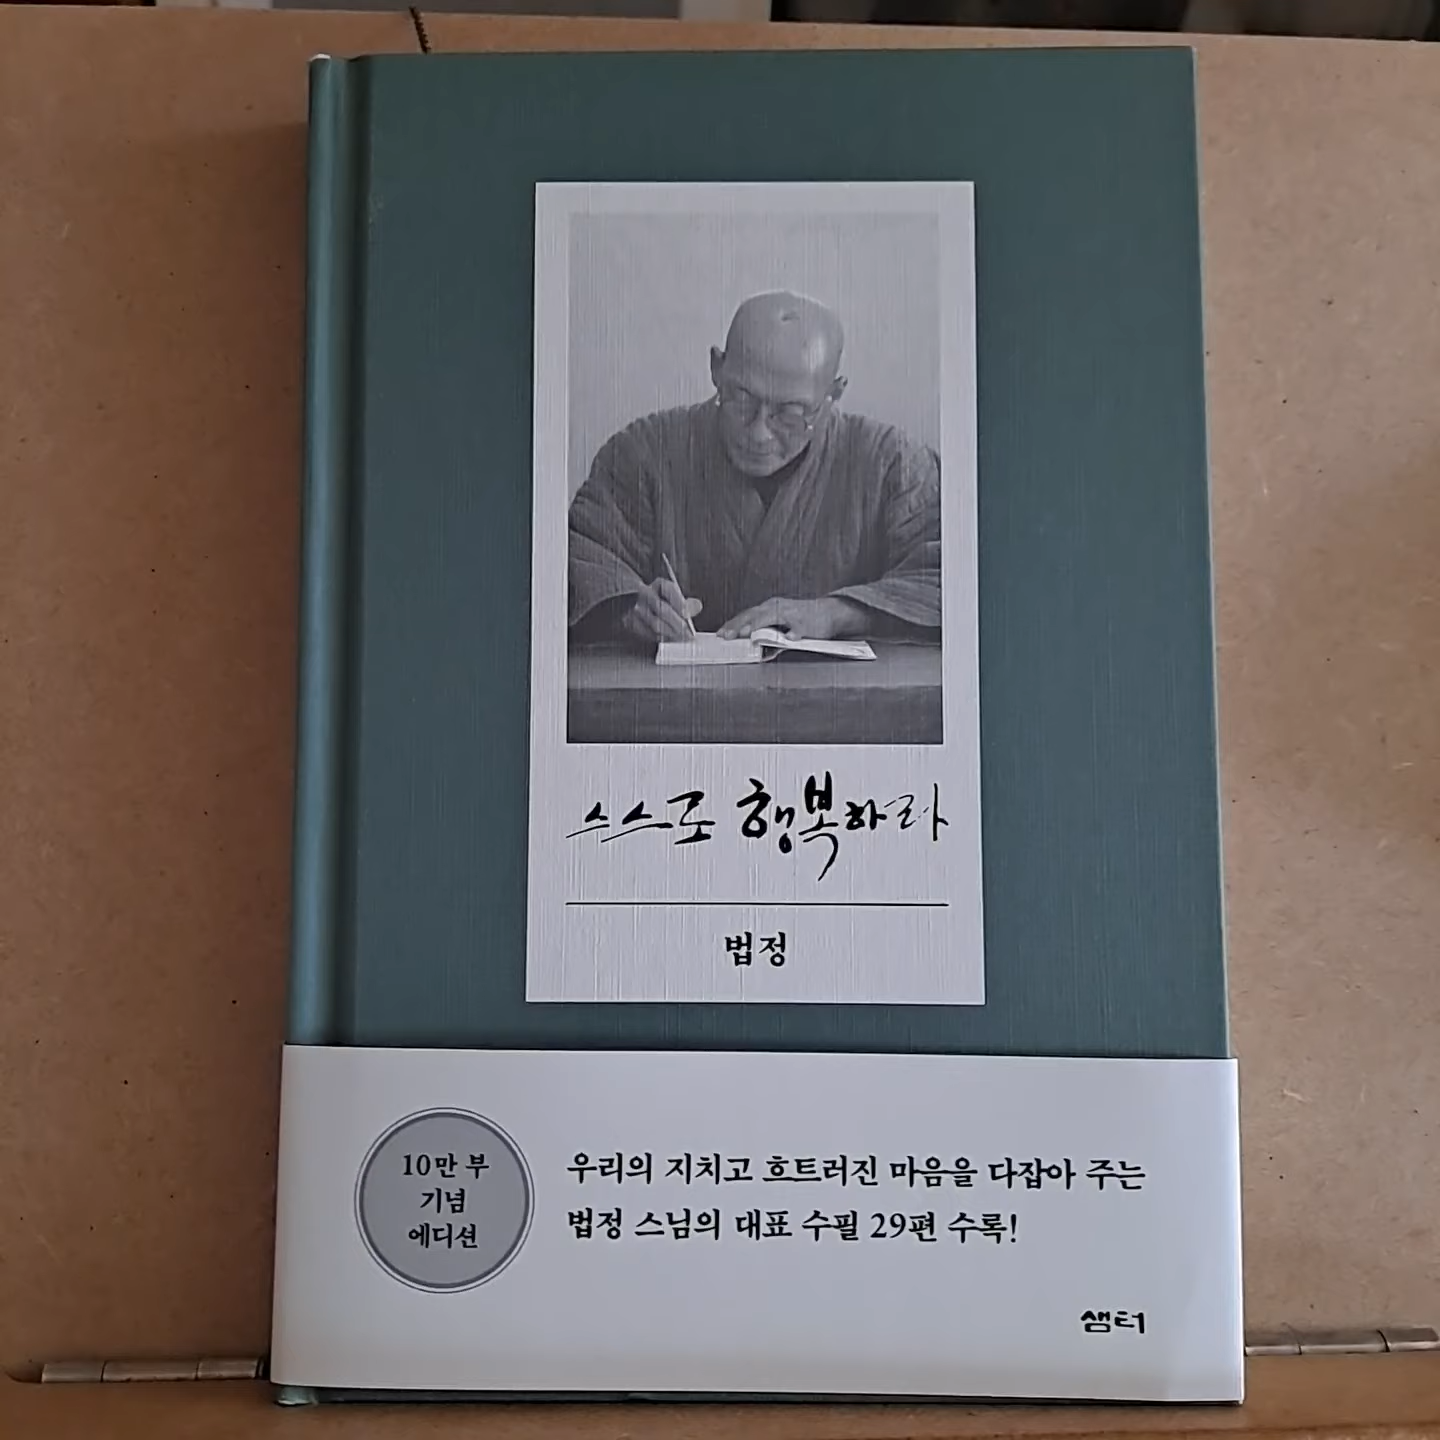 스스로 행복하라
법정
10만 부
기념
에디션
우리의 지치고 흐트러진 마음을 다잡아 주는
법정 스님의 대표 수필 29편 수록!
샘터